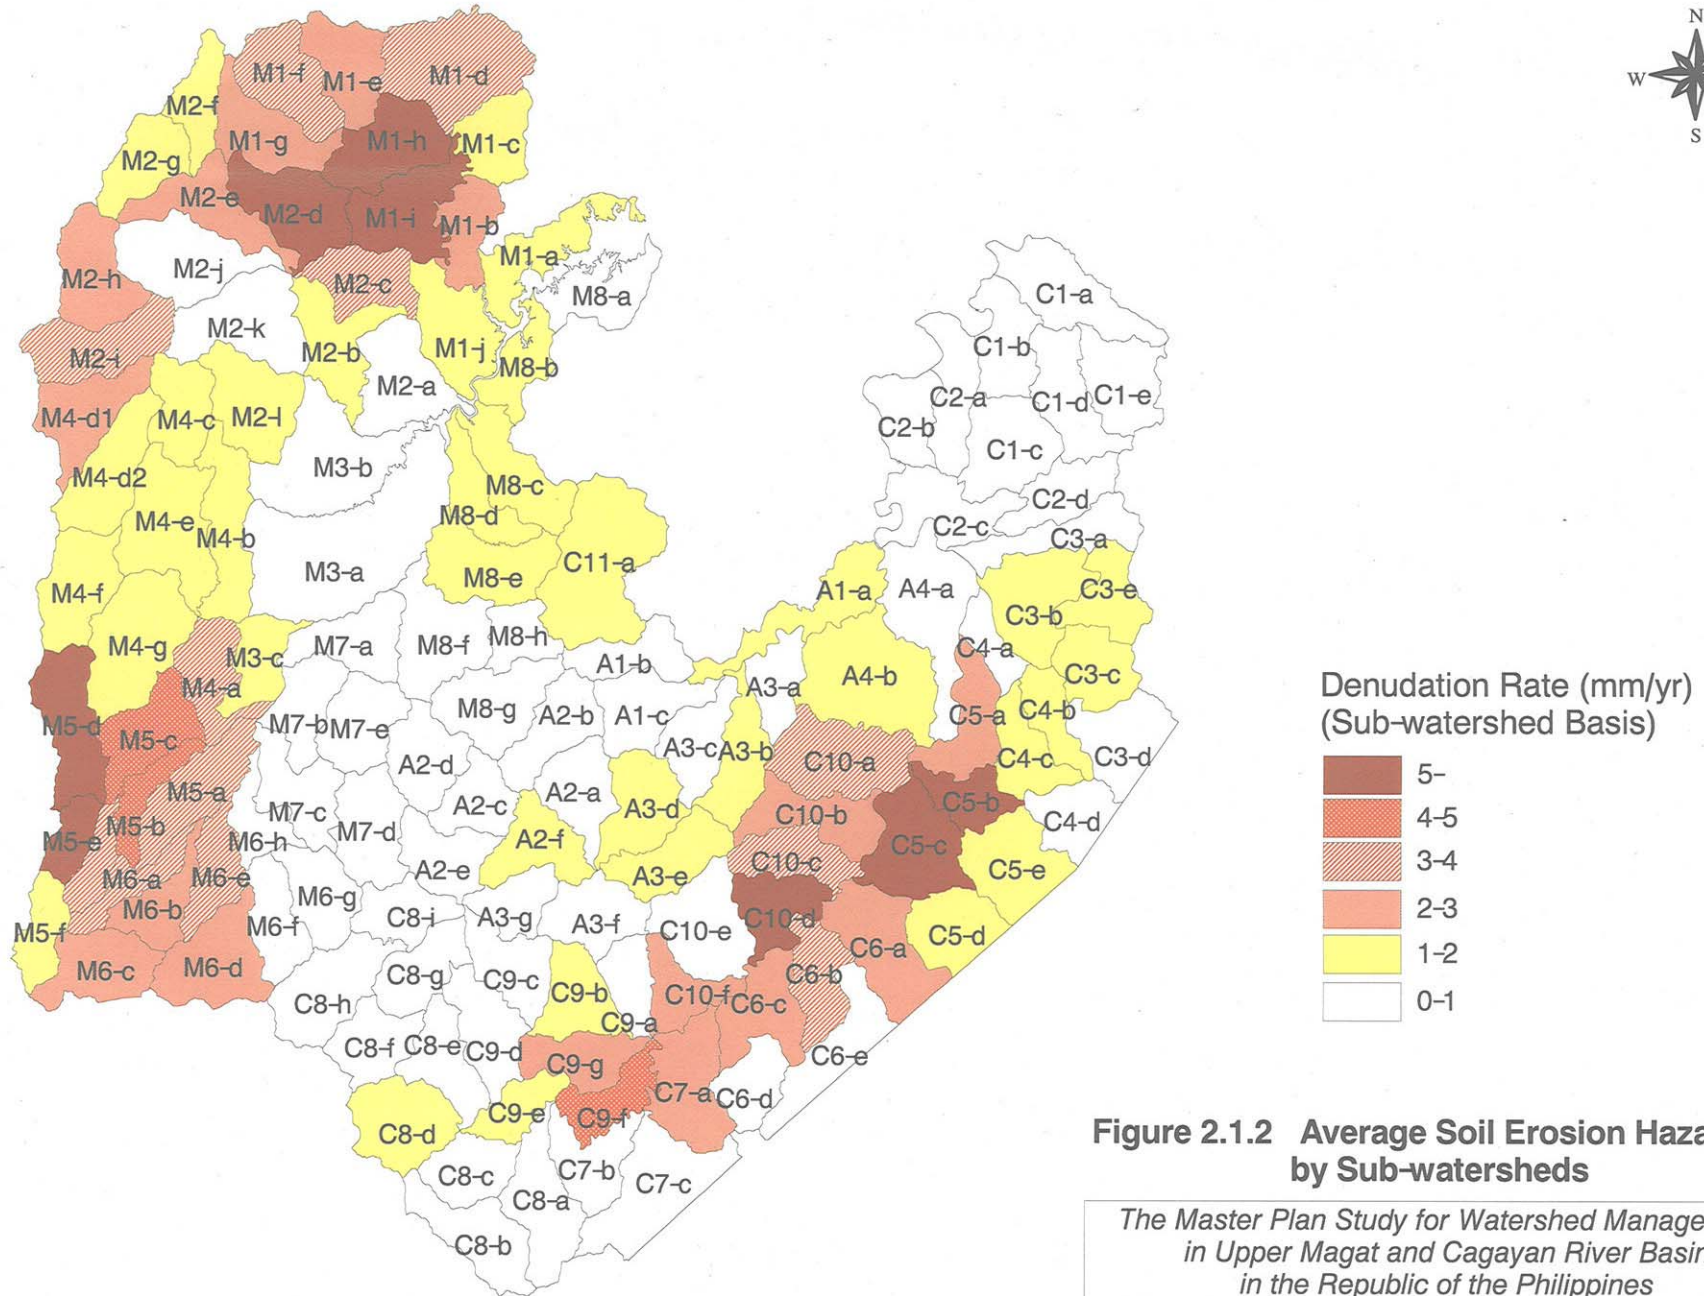 N
W
S
M1-f
M1-e
M1-d
M2-f
M1-g
M1-h
M1-c
M2-g
M2-e
M2-d
M1-i
M1-b
M1-a
M2-j
M2-h
M2-c
M8-a
M2-k
M2-i
M2-b
M1-j
M8-b
M2-a
M4-d1
M4-c
M2-l
M3-b
M4-d2
M8-c
M4-e
M8-d
M4-b
M3-a
M8-e
C11-a
M4-f
M4-g
M3-c
M7-a
M8-f
M8-h
A1-b
M4-a
M5-d
M5-c
M7-b
M7-e
M8-g
A2-b
A1-c
A3-c
A3-b
A3-a
A2-d
M5-a
A2-c
A2-a
A3-d
M5-b
M7-c
M7-d
M5-e
M6-h
A2-f
A2-e
A3-e
M6-a
M6-e
M6-g
M6-b
M6-f
C8-i
A3-g
A3-f
C10-e
M5-f
M6-c
M6-d
C8-g
C9-c
C9-b
C8-h
C9-a
C10-f
C6-c
C8-f
C8-e
C9-d
C9-g
C9-e
C9-f
C7-a
C6-d
C8-d
C8-c
C8-a
C7-b
C7-c
C8-b
C1-a
C1-b
C2-a
C1-d
C1-e
C2-b
C1-c
C2-d
C2-c
C3-a
A1-a
A4-a
C3-e
C3-b
C4-a
C3-c
A4-b
C5-a
C4-b
C4-c
C3-d
C10-a
C5-b
C4-d
C10-b
C5-c
C10-c
C5-e
C10-d
C6-a
C5-d
C6-b
C6-e
Denudation Rate (mm/yr)
(Sub-watershed Basis)
5-
4-5
3-4
2-3
1-2
0-1
Figure 2.1.2 Average Soil Erosion
by Sub-watersheds
The Master Plan Study for Watershed
in Upper Magat and Cagayan River
in the Republic of the Philippines